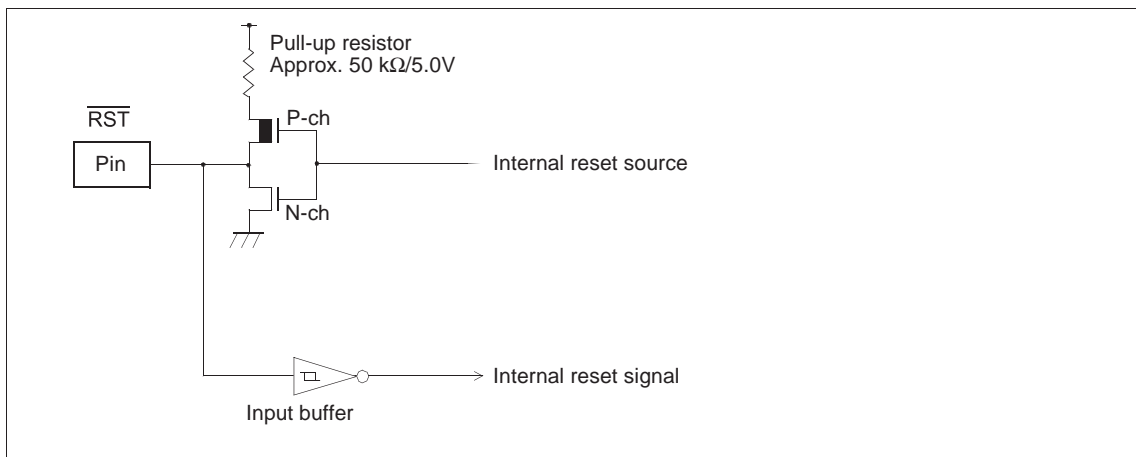 Pull-up resistor
Approx. 50 kΩ/5.0V
RST
P-ch
Pin
Internal reset source
N-ch
Internal reset signal
Input buffer